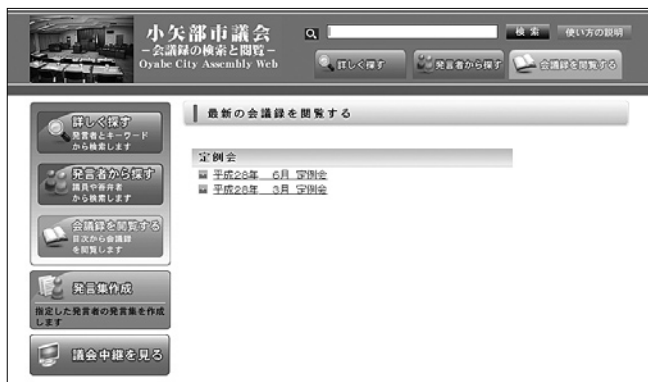 小矢部市議会
－会議録の検索と閲覧－
Oyabe City Assembly Web
検 索
使い方の説明
詳しく探す
発言者から探す
会議録を閲覧する
詳しく探す
発言者とキーワード
から検索します
発言者から探す
議員や答弁者
から検索します
会議録を閲覧する
目次から会議録
を閲覧します
発言集作成
指定した発言者の発言集を作成
します
議会中継を見る
最新の会議録を閲覧する
定例会
平成28年 6月 定例会
平成28年 3月 定例会